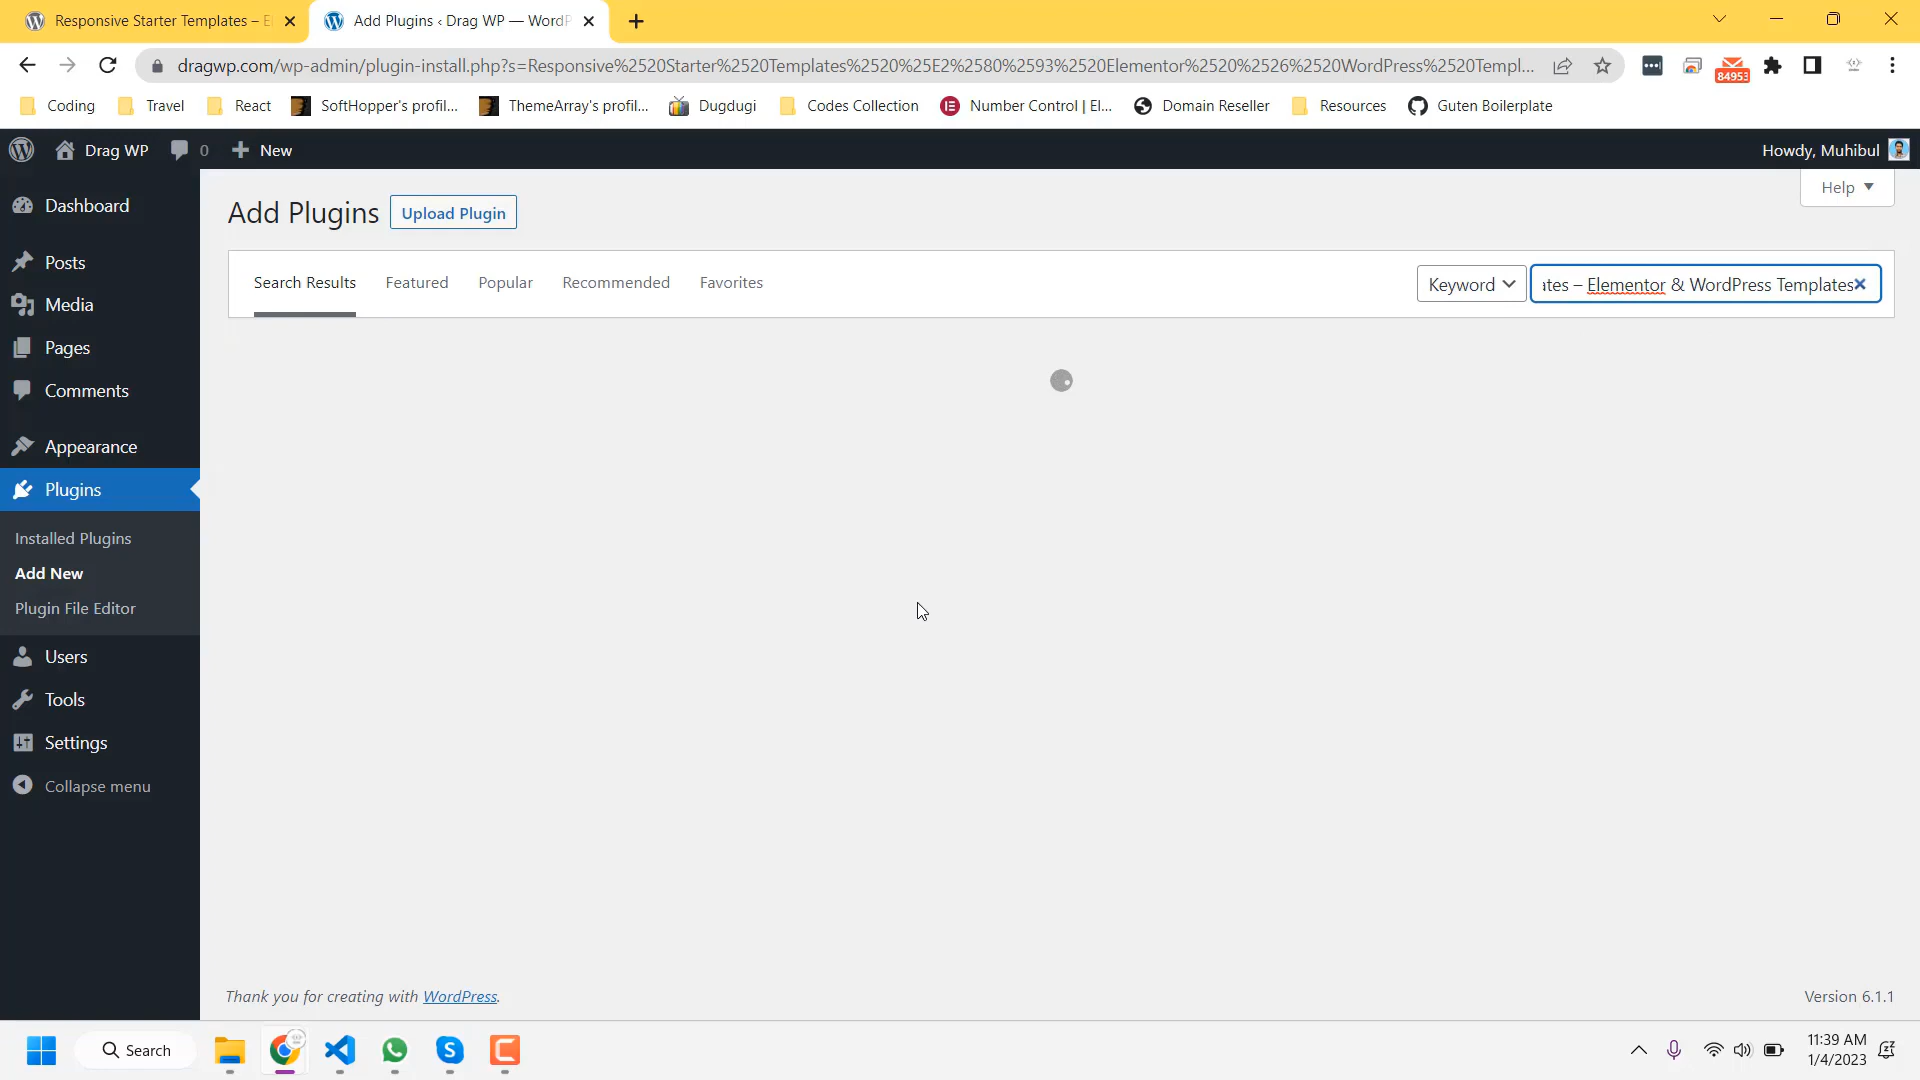 Responsive Starter Templates – E
Add Plugins ‹ Drag WP — WordP
dragwp.com/wp-admin/plugin-install.php?s=Responsive%2520Starter%2520Templates%2520%25E2%2580%2593%2520Elementor%2520%2526%2520WordPress%2520Templ...
84953
Coding
Travel
React
SoftHopper's profil...
ThemeArray's profil...
Dugdugi
Codes Collection
Number Control | El...
Domain Reseller
Resources
Guten Boilerplate
Drag WP
0
New
Howdy, Muhibul
Help
Add Plugins
Upload Plugin
Search Results
Featured
Popular
Recommended
Favorites
Keyword
ates – Elementor & WordPress Templates
Dashboard
Posts
Media
Pages
Comments
Appearance
Plugins
Installed Plugins
Add New
Plugin File Editor
Users
Tools
Settings
Collapse menu
Thank you for creating with WordPress.
Version 6.1.1
Search
11:39 AM
1/4/2023